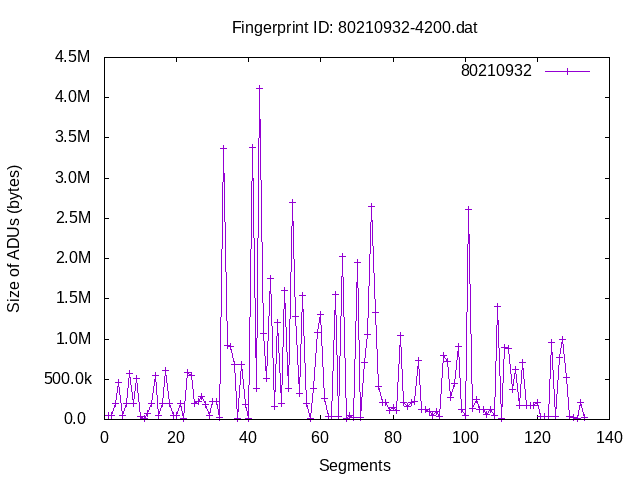 Fingerprint ID: 80210932-4200.dat
80210932
4.5M
4.0M
3.5M
3.0M
2.5M
2.0M
1.5M
1.0M
500.0k
0.0
Size of ADUs (bytes)
0 20 40 60 80 100 120 140
Segments